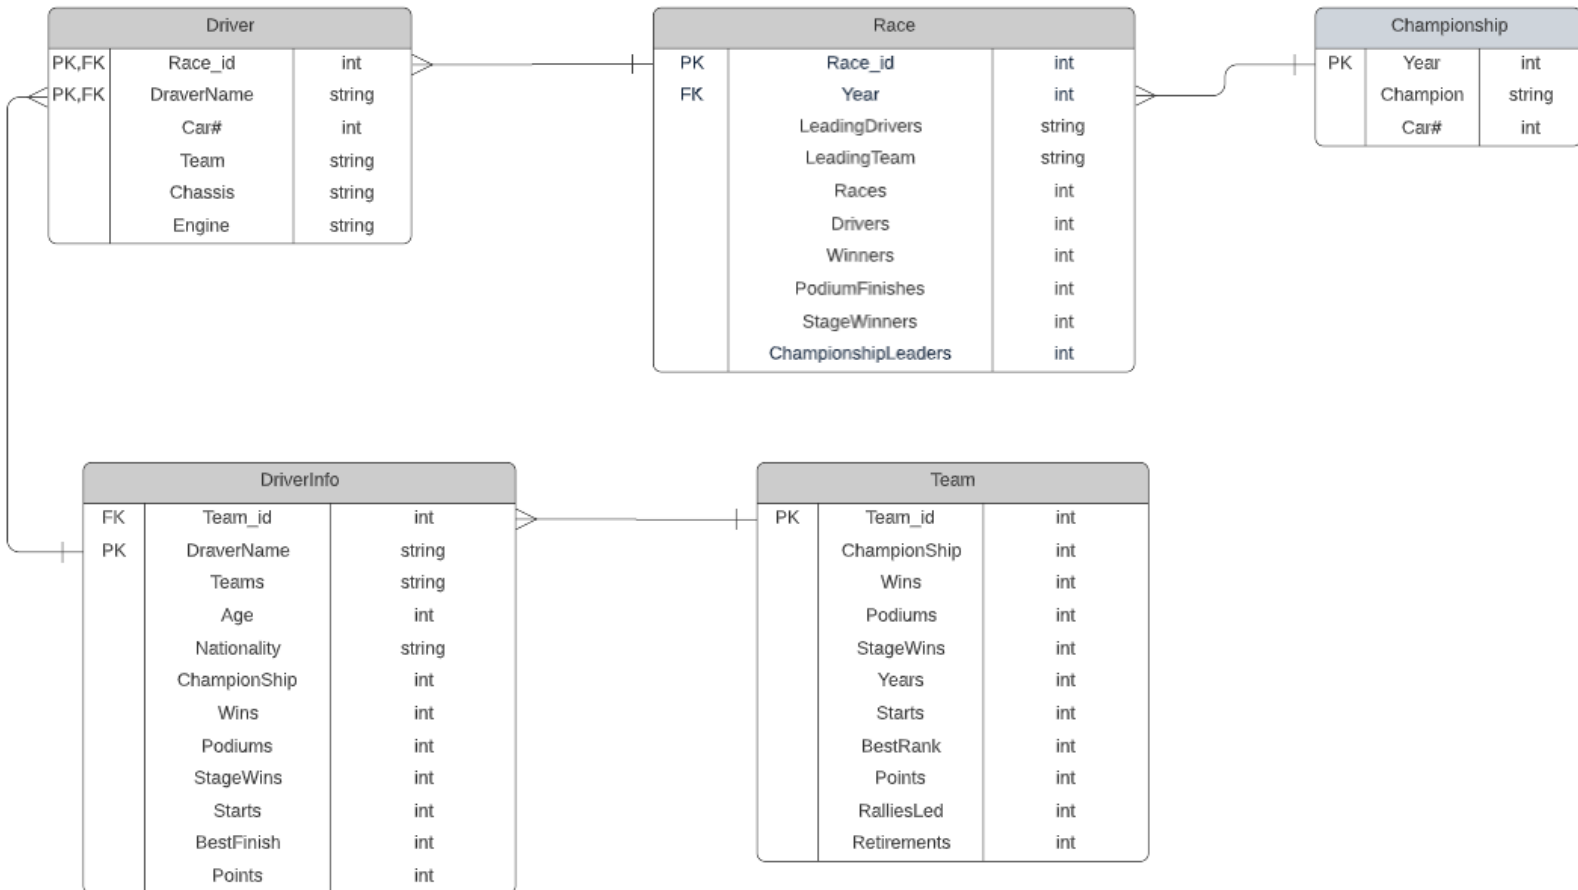 Driver
PK,FK Race_id int
PK,FK DraverName string
Car# int
Team string
Chassis string
Engine string
Race
PK Race_id int
FK Year int
LeadingDrivers string
LeadingTeam string
Races int
Drivers int
Winners int
PodiumFinishes int
StageWinners int
ChampionshipLeaders int
Championship
PK Year int
Champion string
Car# int
DriverInfo
FK Team_id int
PK DraverName string
Teams string
Age int
Nationality string
ChampionShip int
Wins int
Podiums int
StageWins int
Starts int
BestFinish int
Points int
Team
PK Team_id int
ChampionShip int
Wins int
Podiums int
StageWins int
Years int
Starts int
BestRank int
Points int
RalliesLed int
Retirements int